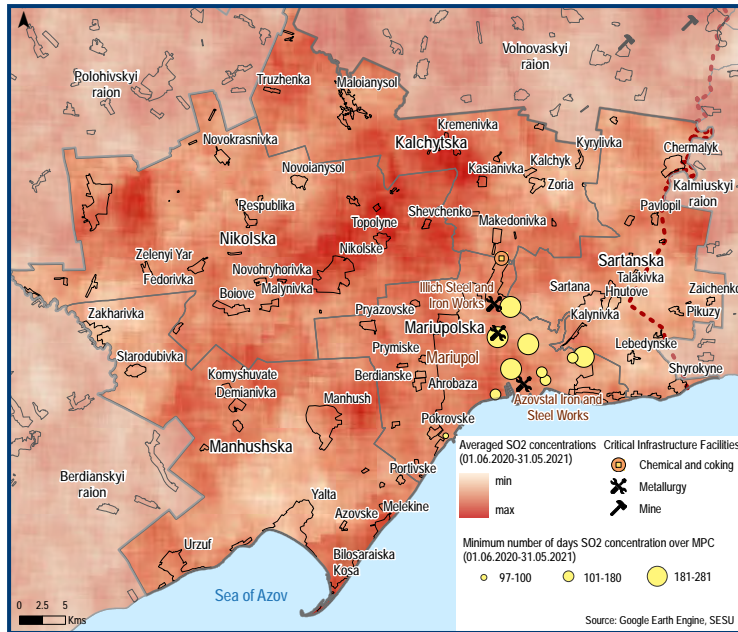 Volnovaskyi
raion
Polohivskyi
raion
Truzhenka
Maloianysol
Kremenivka
Novokrasnivka
Kalchytska
Kyrylivka
Kasianivka
Kalchyk
Chermalyk
Novoianysol
Zoria
Kalmiuskyi
raion
Respublika
Shevchenko
Pavlopil
Topolyne
Makedonivka
Nikolska
Nikolske
Zelenyi Yar
Sartanska
Fedorivka
Novohryhorivka
Talakivka
Malynivka
Illich Steel and
Iron Works
Sartana
Hnutove
Zaichenko
Boiove
Pryazovske
Kalynivka
Pikuzy
Zakharivka
Mariupolska
Prymiske
Lebedynske
Starodubivka
Mariupol
Komyshuvate
Berdianske
Shyrokyne
Demianivka
Ahrobaza
Manhush
Azovstal Iron and
Steel Works
Pokrovske
Manhushska
Berdianskyi
raion
Portivske
Yalta
Azovske
Melekine
Urzuf
Bilosaraiska
Kosa
Sea of Azov
0 2.5 5
Kms
Averaged SO2 concentrations
(01.06.2020-31.05.2021)
min
max
Critical Infrastructure Facilities
Chemical and coking
Metallurgy
Mine
Minimum number of days SO2 concentration over MPC
(01.06.2020-31.05.2021)
97-100
101-180
181-281
Source: Google Earth Engine, SESU